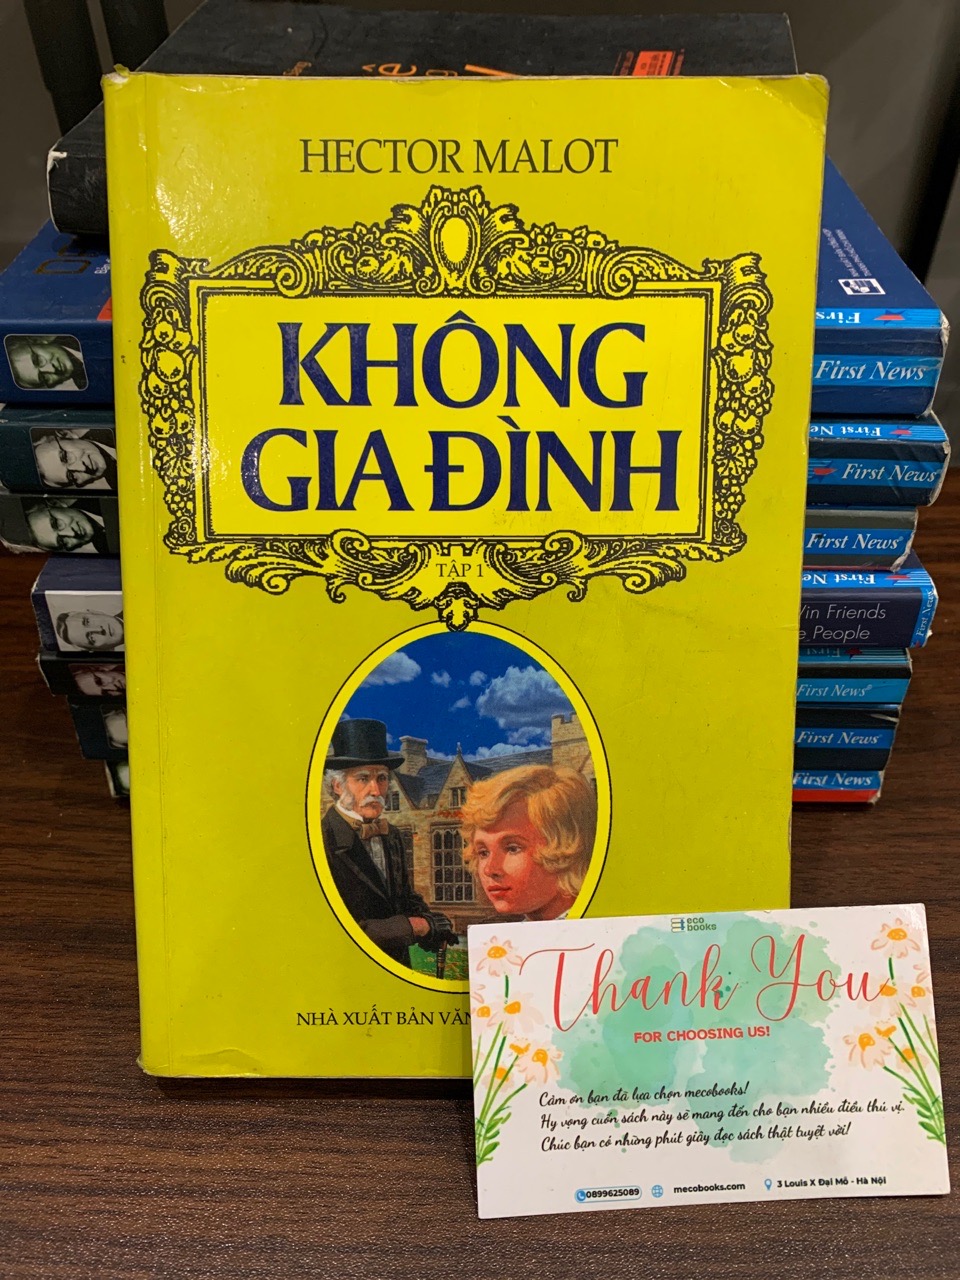 HECTOR MALOT
KHÔNG
GIA ĐÌNH
TẬP 1
NHÀ XUẤT BẢN VĂN
First News
First News
First News
First News
Win Friends
People
First News
First News
First News
eco
books
Thank You
FOR CHOOSING US!
Cảm ơn bạn đã lựa chọn mecobooks!
Hy vọng cuốn sách này sẽ mang đến cho bạn nhiều điều thú vị.
Chúc bạn có những phút giây đọc sách thật tuyệt vời!
0899625089 mecobooks.com 3 Louis X Đại Mỗ - Hà Nội